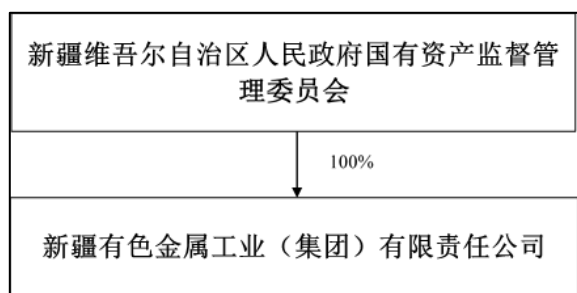 新疆维吾尔自治区人民政府国有资产监督管
理委员会
100%
新疆有色金属工业（集团）有限责任公司